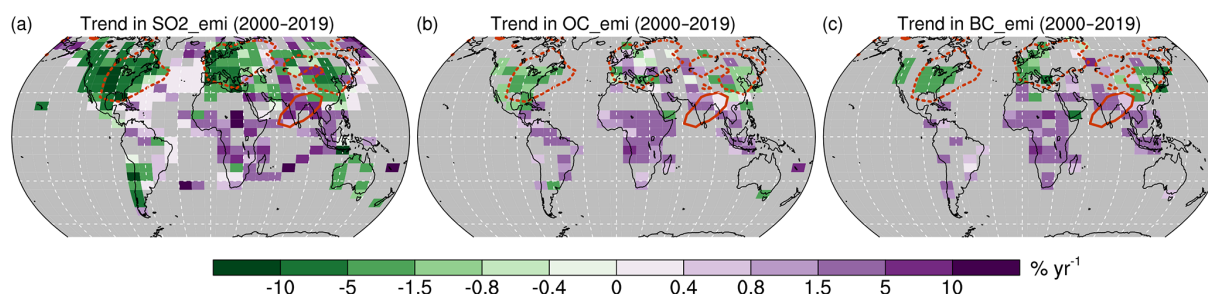 (a) Trend in SO2_emi (2000−2019)
(b) Trend in OC_emi (2000−2019)
(c) Trend in BC_emi (2000−2019)
-10 -5 -1.5 -0.8 -0.4 0 0.4 0.8 1.5 5 10 % yr-1